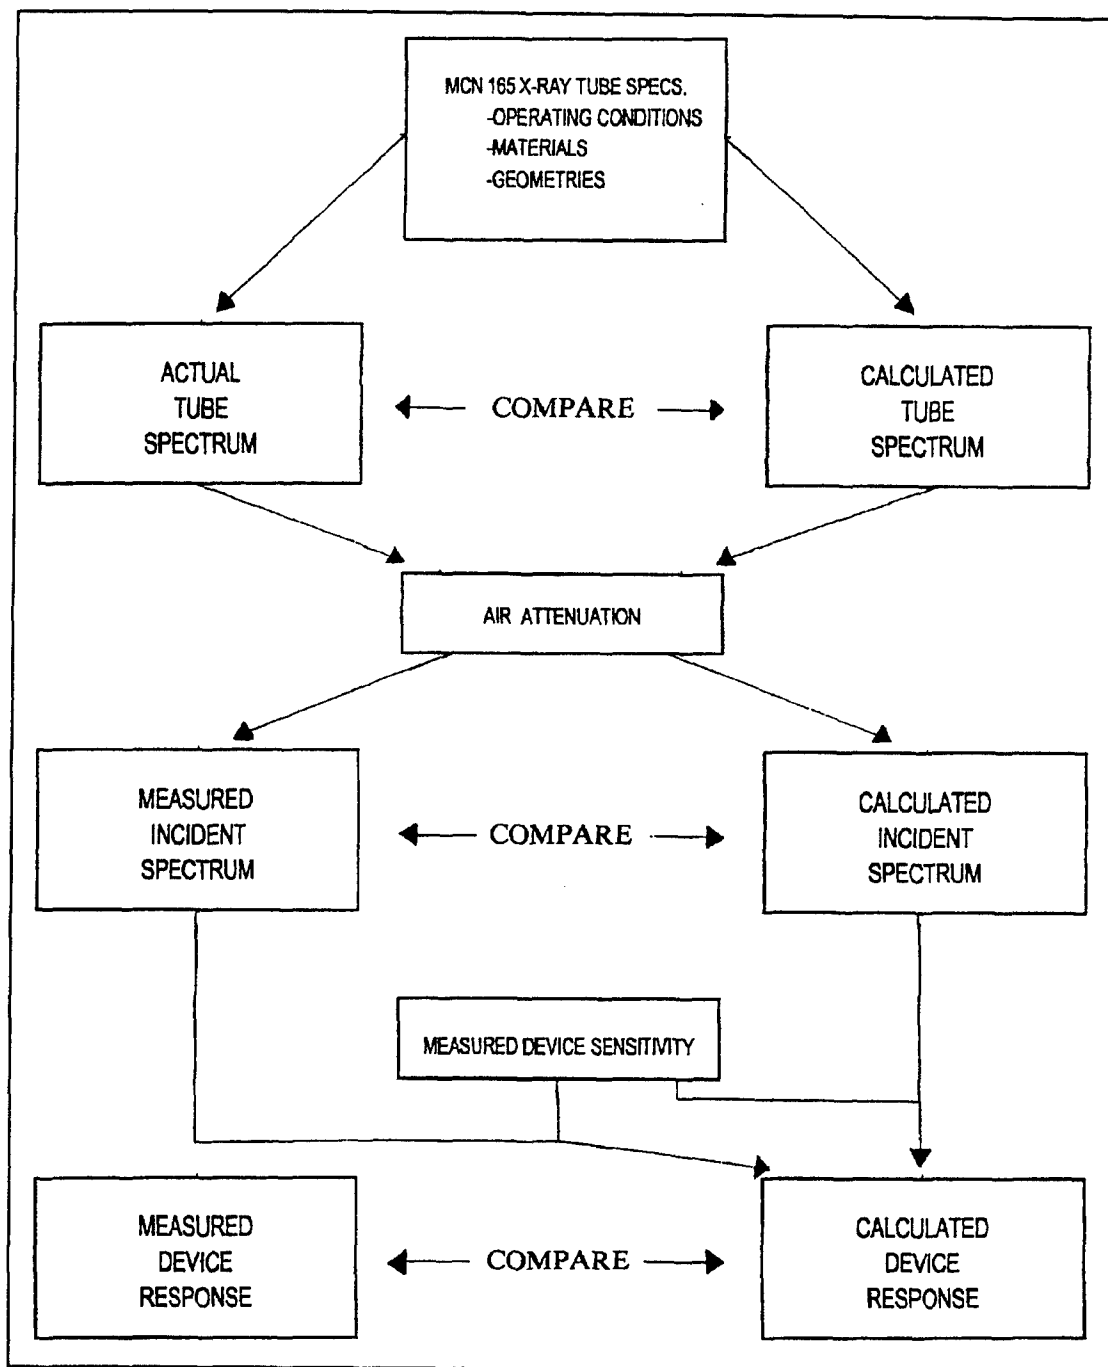 MCN 165 X-RAY TUBE SPECS.
-OPERATING CONDITIONS
-MATERIALS
-GEOMETRIES
ACTUAL
TUBE
SPECTRUM
COMPARE
CALCULATED
TUBE
SPECTRUM
AIR ATTENUATION
MEASURED
INCIDENT
SPECTRUM
COMPARE
CALCULATED
INCIDENT
SPECTRUM
MEASURED DEVICE SENSITIVITY
MEASURED
DEVICE
RESPONSE
COMPARE
CALCULATED
DEVICE
RESPONSE